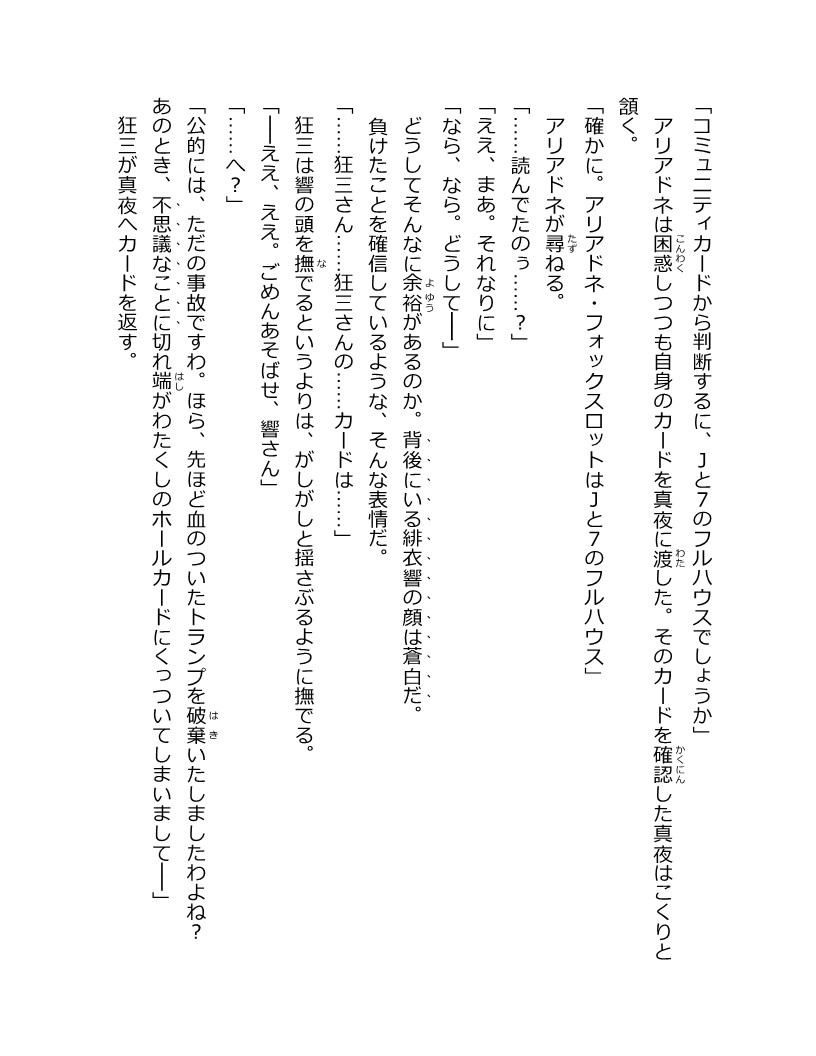 「コミュニティカードから判断するに、Jと7のフルハウスでしょうか」
アリアドネは困惑しつつも自身のカードを真夜に渡した。そのカードを確認した真夜はこくりと
頷く。
「確かに。アリアドネ・フォックスロットはJと7のフルハウス」
アリアドネが尋ねる。
「……読んでたのぅ……?」
「ええ、まあ。それなりに」
「なら、なら。どうして──」
どうしてそんなに余裕があるのか。背後にいる緋衣響の顔は蒼白だ。
負けたことを確信しているような、そんな表情だ。
「……狂三さん……狂三さんの……カードは……」
狂三は響の頭を撫でるというよりは、がしがしと揺さぶるように撫でる。
「──ええ、ええ。ごめんあそばせ、響さん」
「……へ?」
「公的には、ただの事故ですわ。ほら、先ほど血のついたトランプを破棄いたしましたわよね?
あのとき、不思議なことに切れ端がわたくしのホールカードにくっついてしまいまして──」
狂三が真夜へカードを返す。